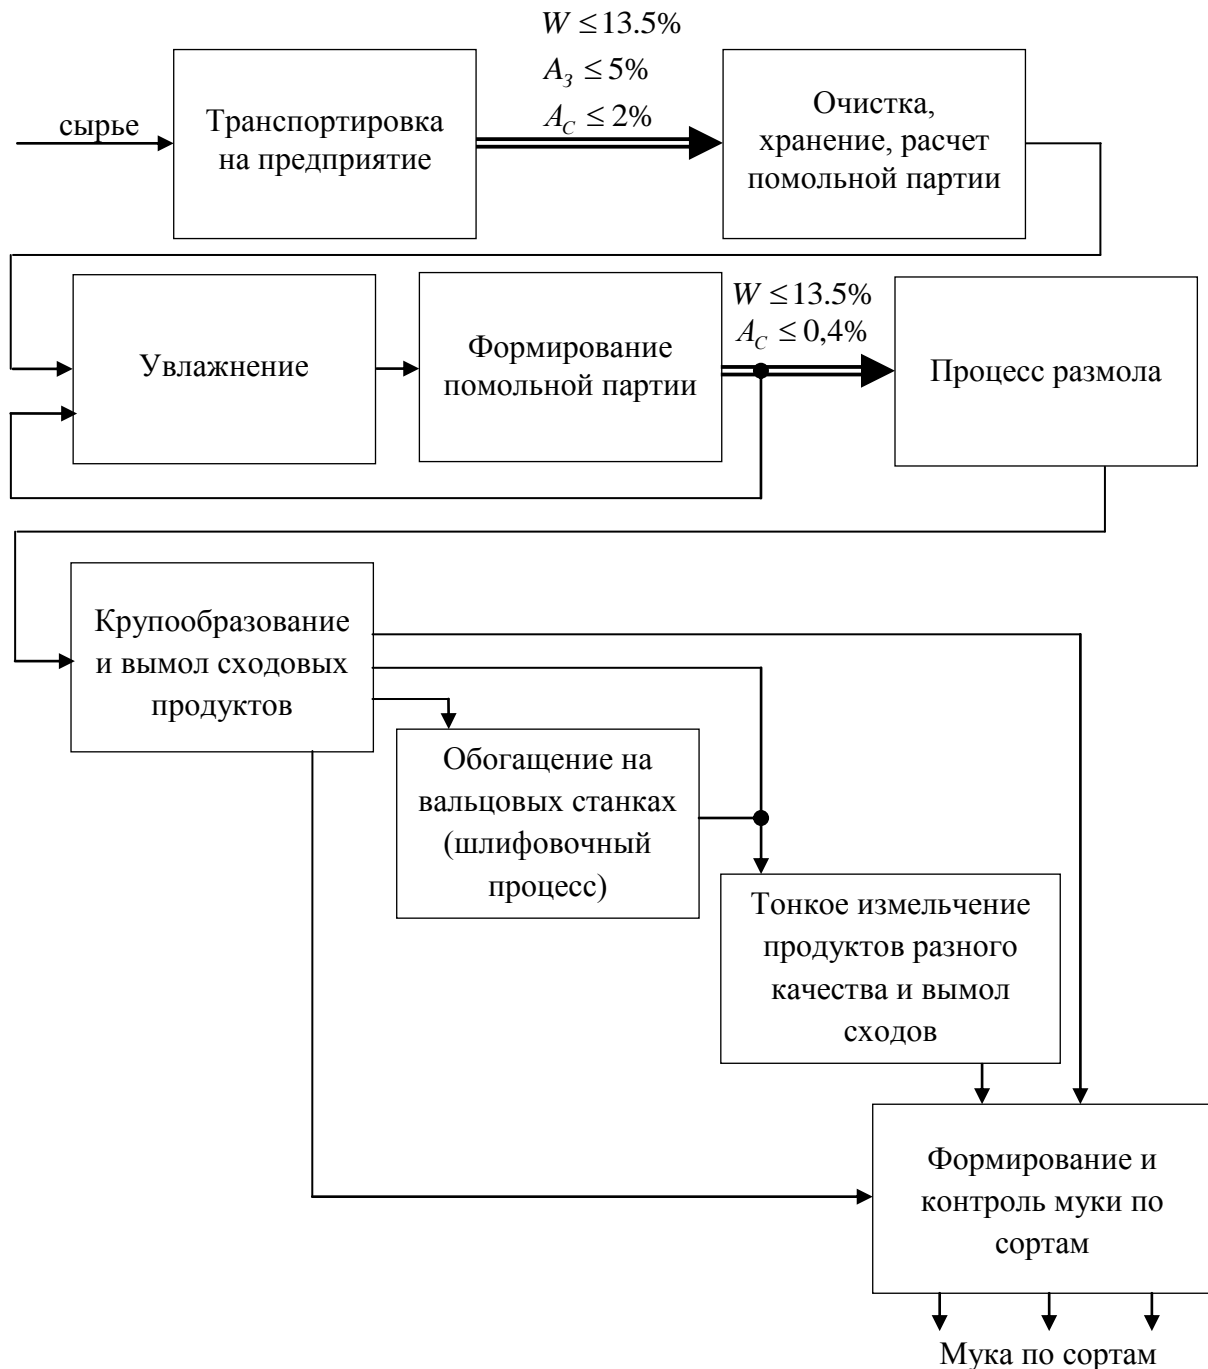 W ≤ 13.5%
A_З ≤ 5%
A_C ≤ 2%
сырье
Транспортировка
на предприятие
Очистка,
хранение, расчет
помольной партии
Увлажнение
Формирование
помольной партии
W ≤ 13.5%
A_C ≤ 0,4%
Процесс размола
Крупообразование
и вымол сходовых
продуктов
Обогащение на
вальцовых станках
(шлифовочный
процесс)
Тонкое измельчение
продуктов разного
качества и вымол
сходов
Формирование и
контроль муки по
сортам
Мука по сортам